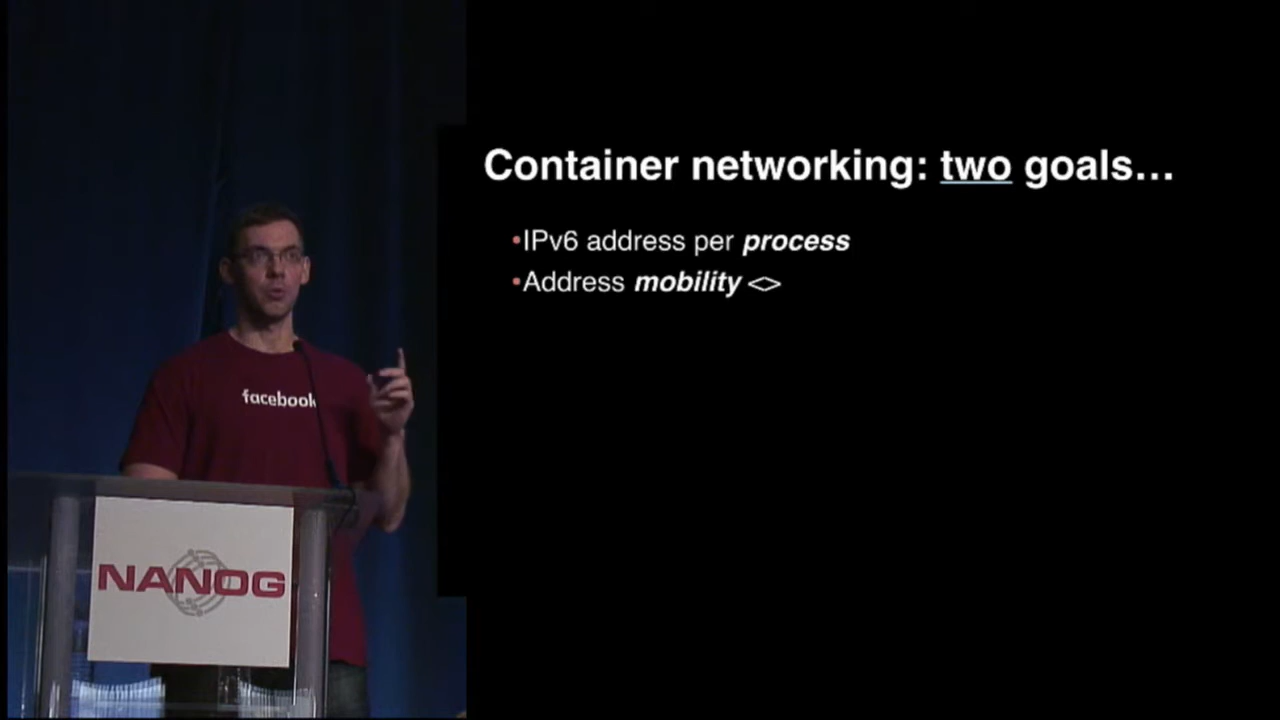 Container networking: two goals…
•IPv6 address per process
•Address mobility <>
facebook
NANOG